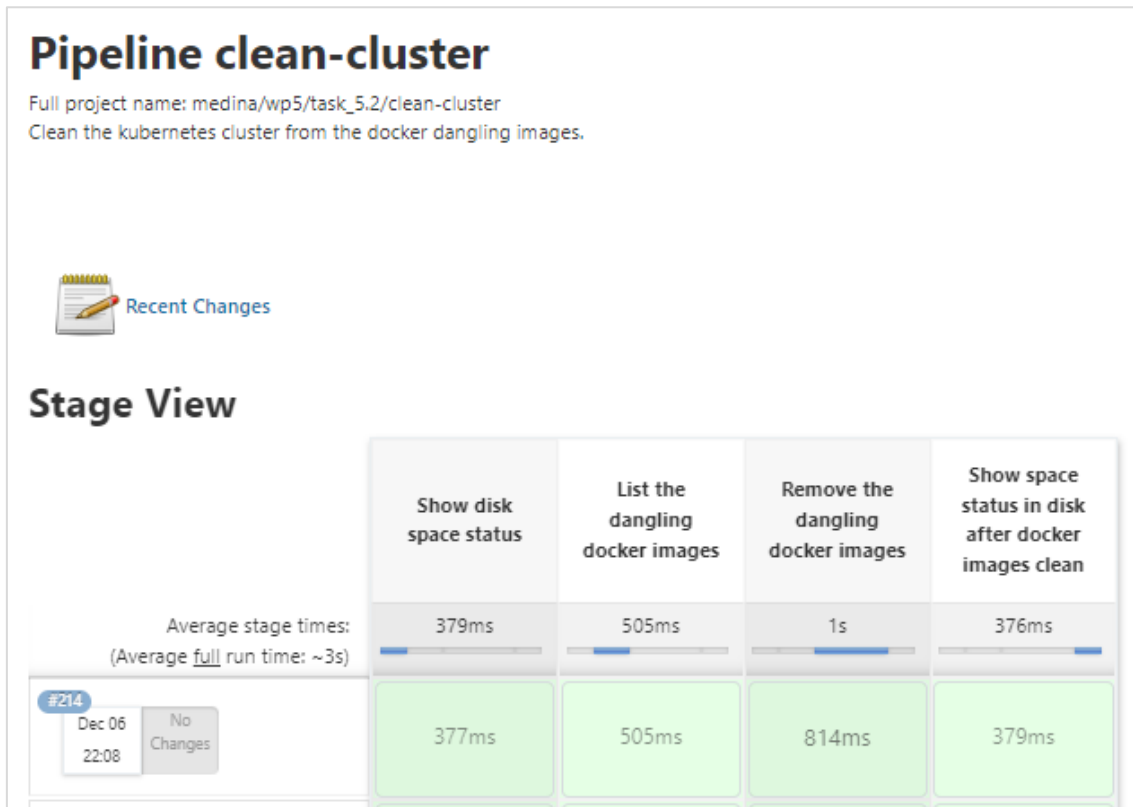 Pipeline clean-cluster
Full project name: medina/wp5/task_5.2/clean-cluster
Clean the kubernetes cluster from the docker dangling images.
Recent Changes
Stage View
Show disk
space status
List the
dangling
docker images
Remove the
dangling
docker images
Show space
status in disk
after docker
images clean
Average stage times:
(Average full run time: ~3s)
379ms
505ms
1s
376ms
#214
Dec 06
22:08
No
Changes
377ms
505ms
814ms
379ms